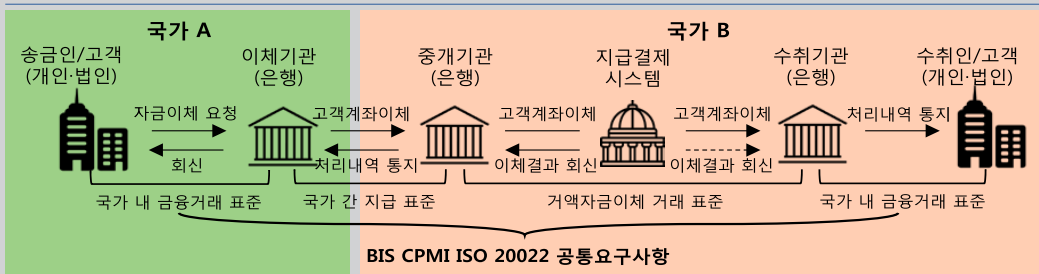 국가 A
국가 B
송금인/고객
(개인·법인)
이체기관
(은행)
중개기관
(은행)
지급결제
시스템
수취기관
(은행)
수취인/고객
(개인·법인)
자금이체 요청
고객계좌이체
고객계좌이체
고객계좌이체
처리내역 통지
회신
처리내역 통지
이체결과 회신
이체결과 회신
국가 내 금융거래 표준
국가 간 지급 표준
거액자금이체 거래 표준
국가 내 금융거래 표준
BIS CPMI ISO 20022 공통요구사항